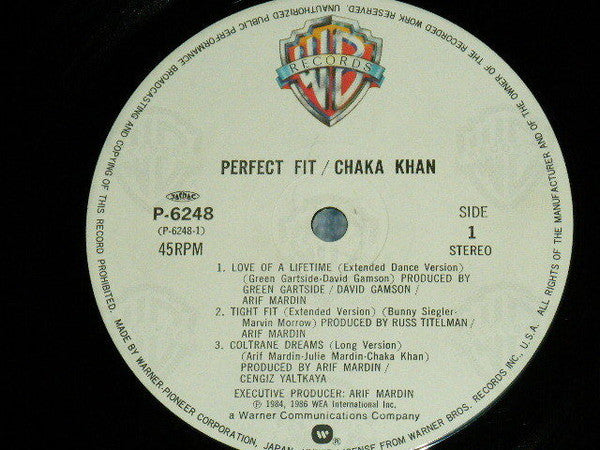 WB
RECORDS
PERFECT FIT / CHAKA KHAN
JASRAC
P-6248
(P-6248-1)
45RPM
SIDE
1
STEREO
1. LOVE OF A LIFETIME (Extended Dance Version)
(Green Gartside-David Gamson) PRODUCED BY
GREEN GARTSIDE / DAVID GAMSON /
ARIF MARDIN
2. TIGHT FIT (Extended Version) (Bunny Siegler-
Marvin Morrow) PRODUCED BY RUSS TITELMAN /
ARIF MARDIN
3. COLTRANE DREAMS (Long Version)
(Arif Mardin-Julie Mardin-Chaka Khan)
PRODUCED BY ARIF MARDIN /
CENGIZ YALTKAYA
EXECUTIVE PRODUCER: ARIF MARDIN
Ⓟ 1984, 1986 WEA International Inc.
a Warner Communications Company
W ®
ALL RIGHTS OF THE MANUFACTURER AND OF THE OWNER OF THE RECORDED WORK RESERVED. UNAUTHORIZED PUBLIC PERFORMANCE BROADCASTING AND COPYING OF THIS RECORD PROHIBITED.
MADE BY WARNER-PIONEER CORPORATION, JAPAN, UNDER LICENSE FROM WARNER BROS. RECORDS INC., U.S.A.